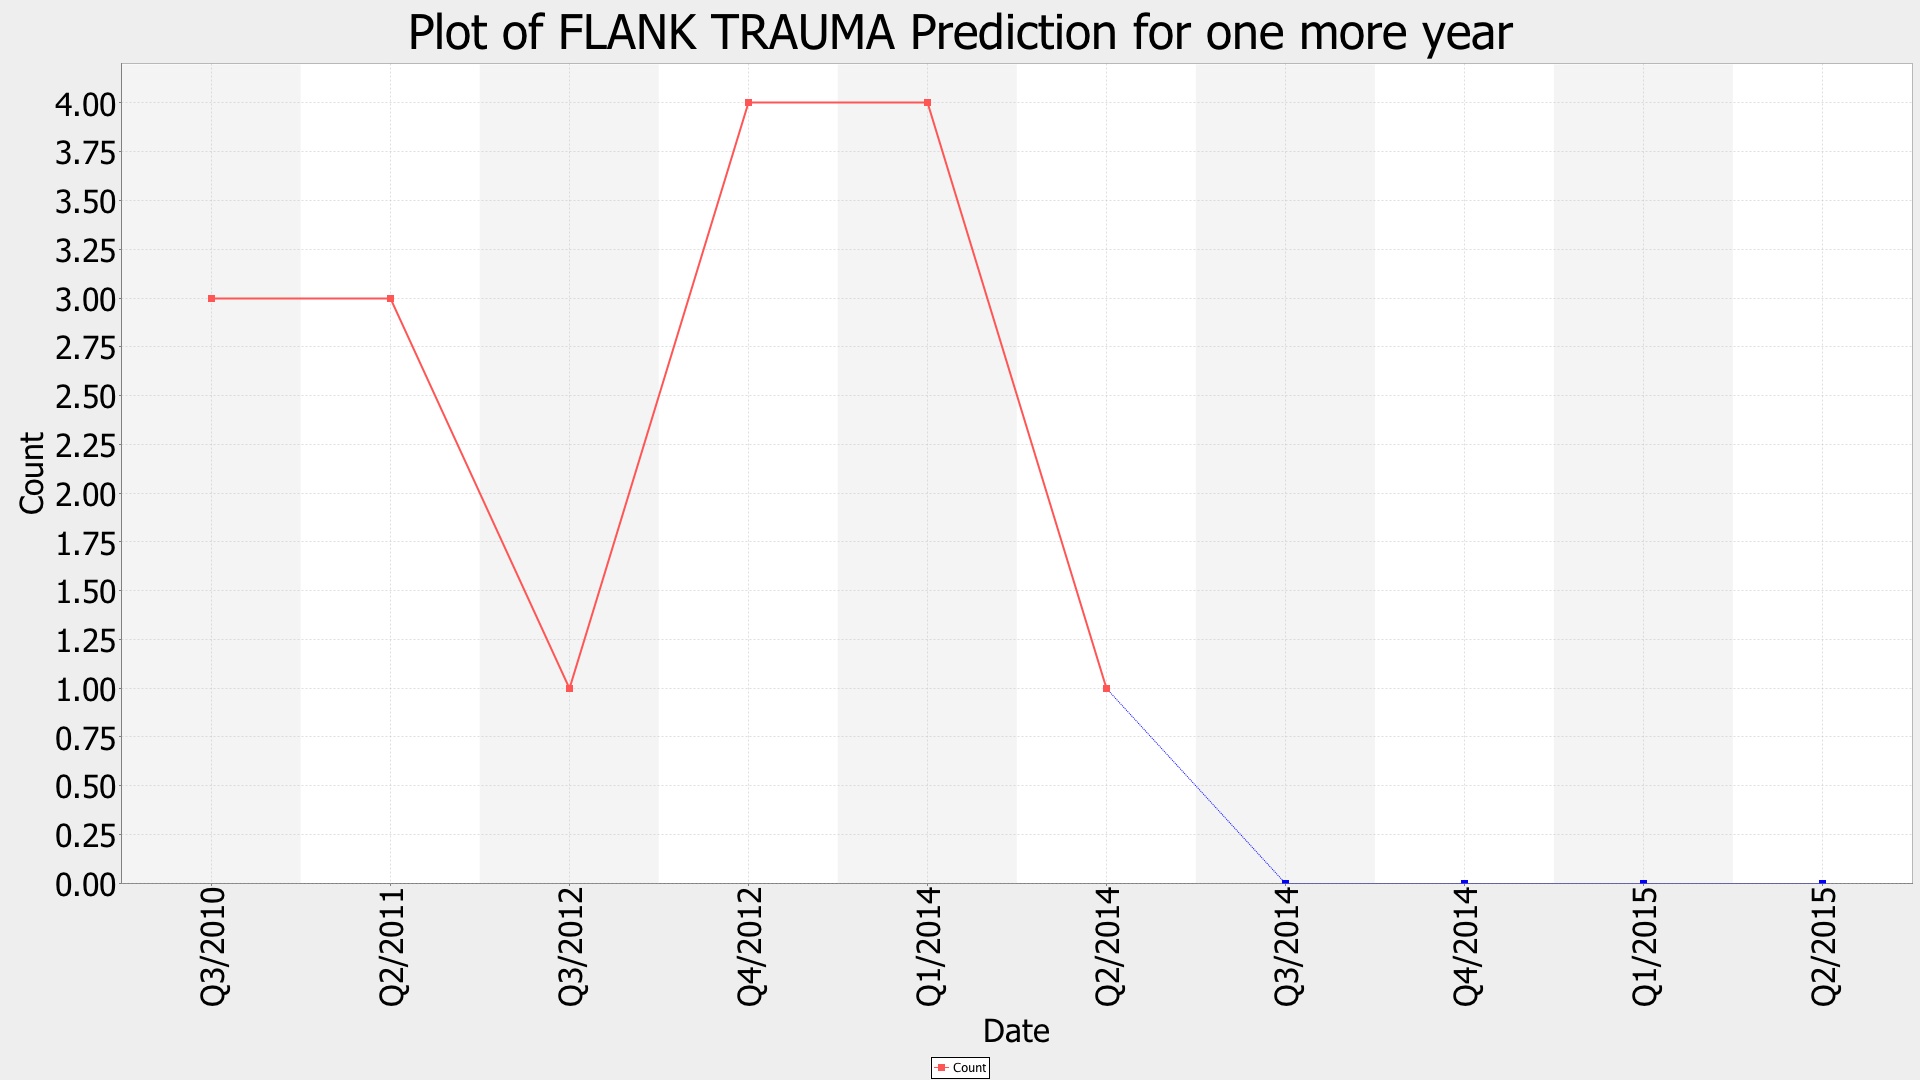 Plot of FLANK TRAUMA Prediction for one more year
Count
4.00
3.75
3.50
3.25
3.00
2.75
2.50
2.25
2.00
1.75
1.50
1.25
1.00
0.75
0.50
0.25
0.00
Q3/2010
Q2/2011
Q3/2012
Q4/2012
Q1/2014
Q2/2014
Q3/2014
Q4/2014
Q1/2015
Q2/2015
Date
Count